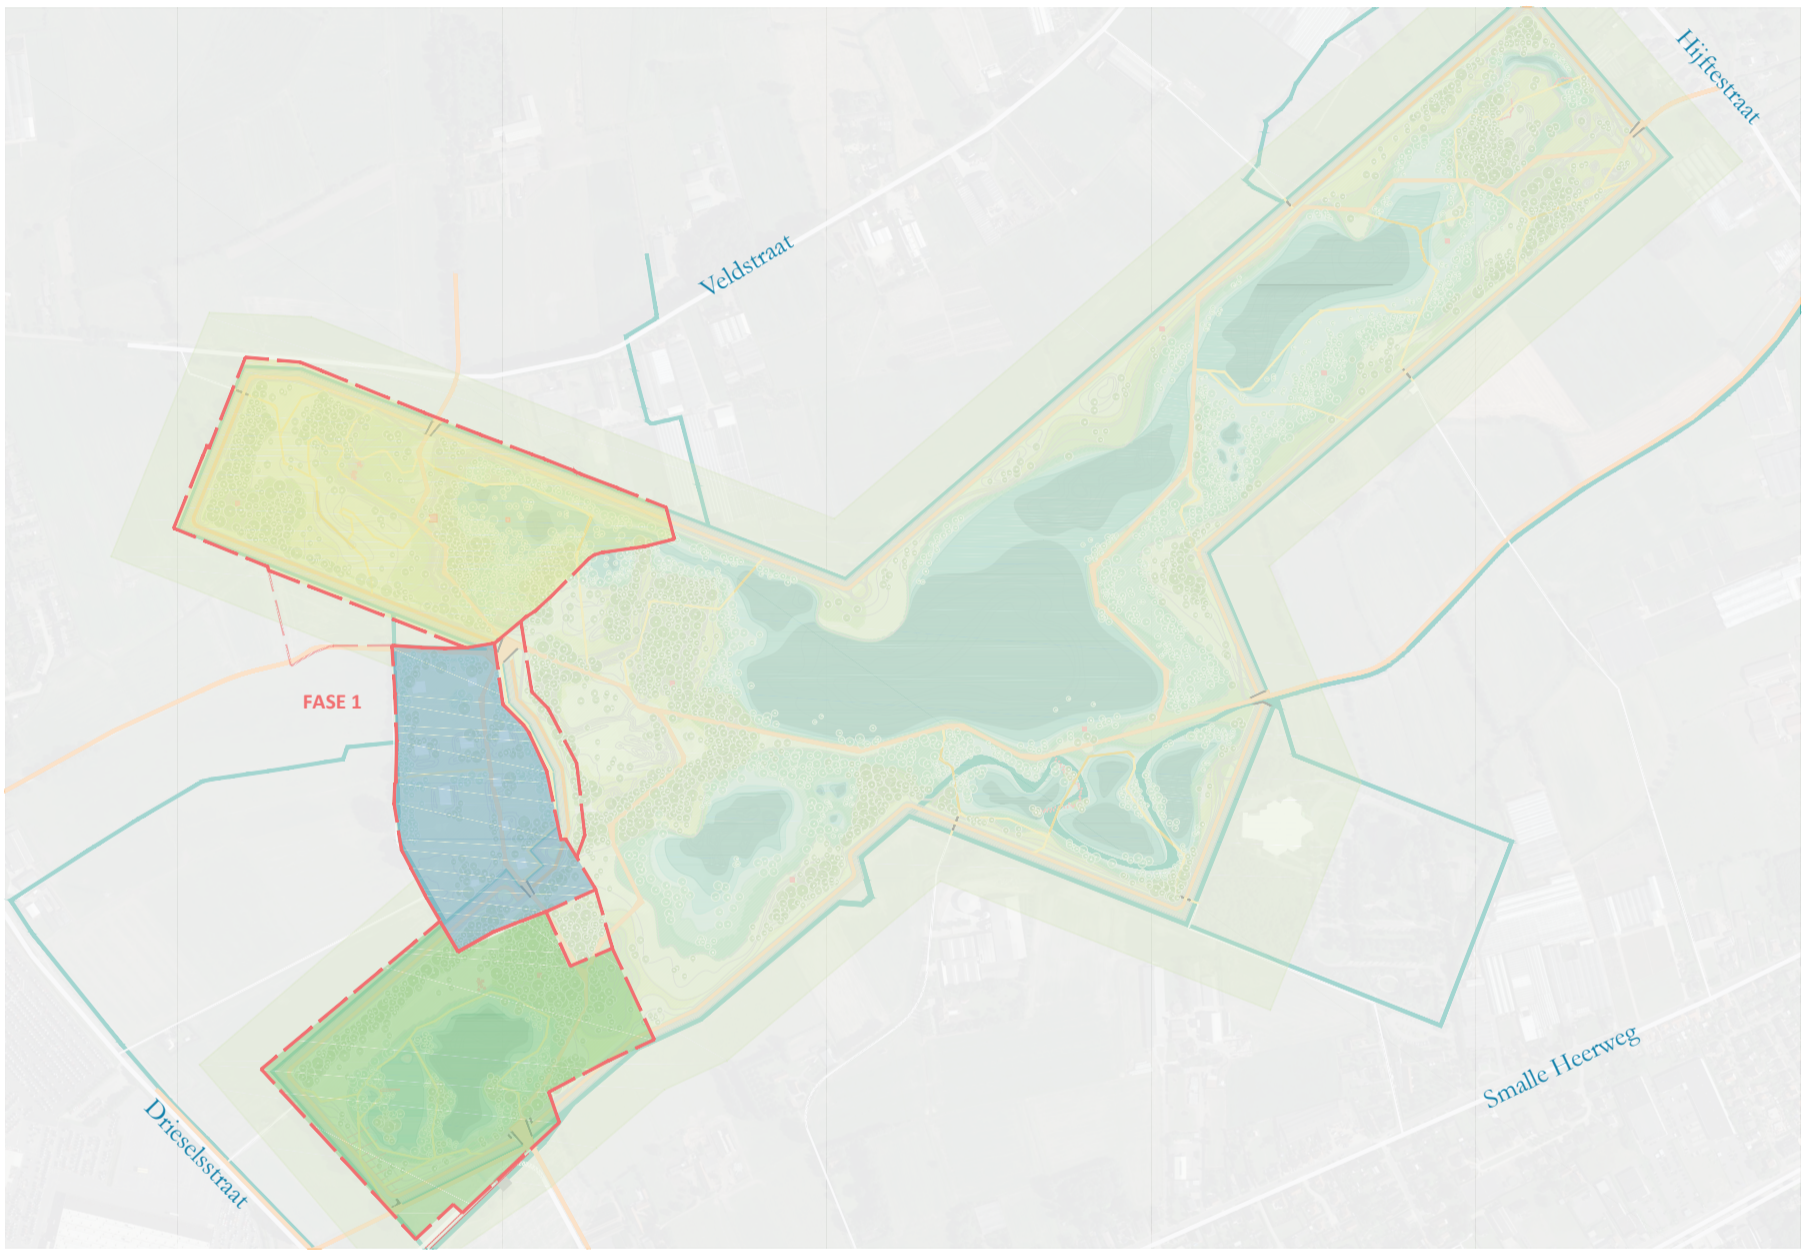 Hijftestraat
Veldstraat
FASE 1
Smalle Heerweg
Drieselsstraat